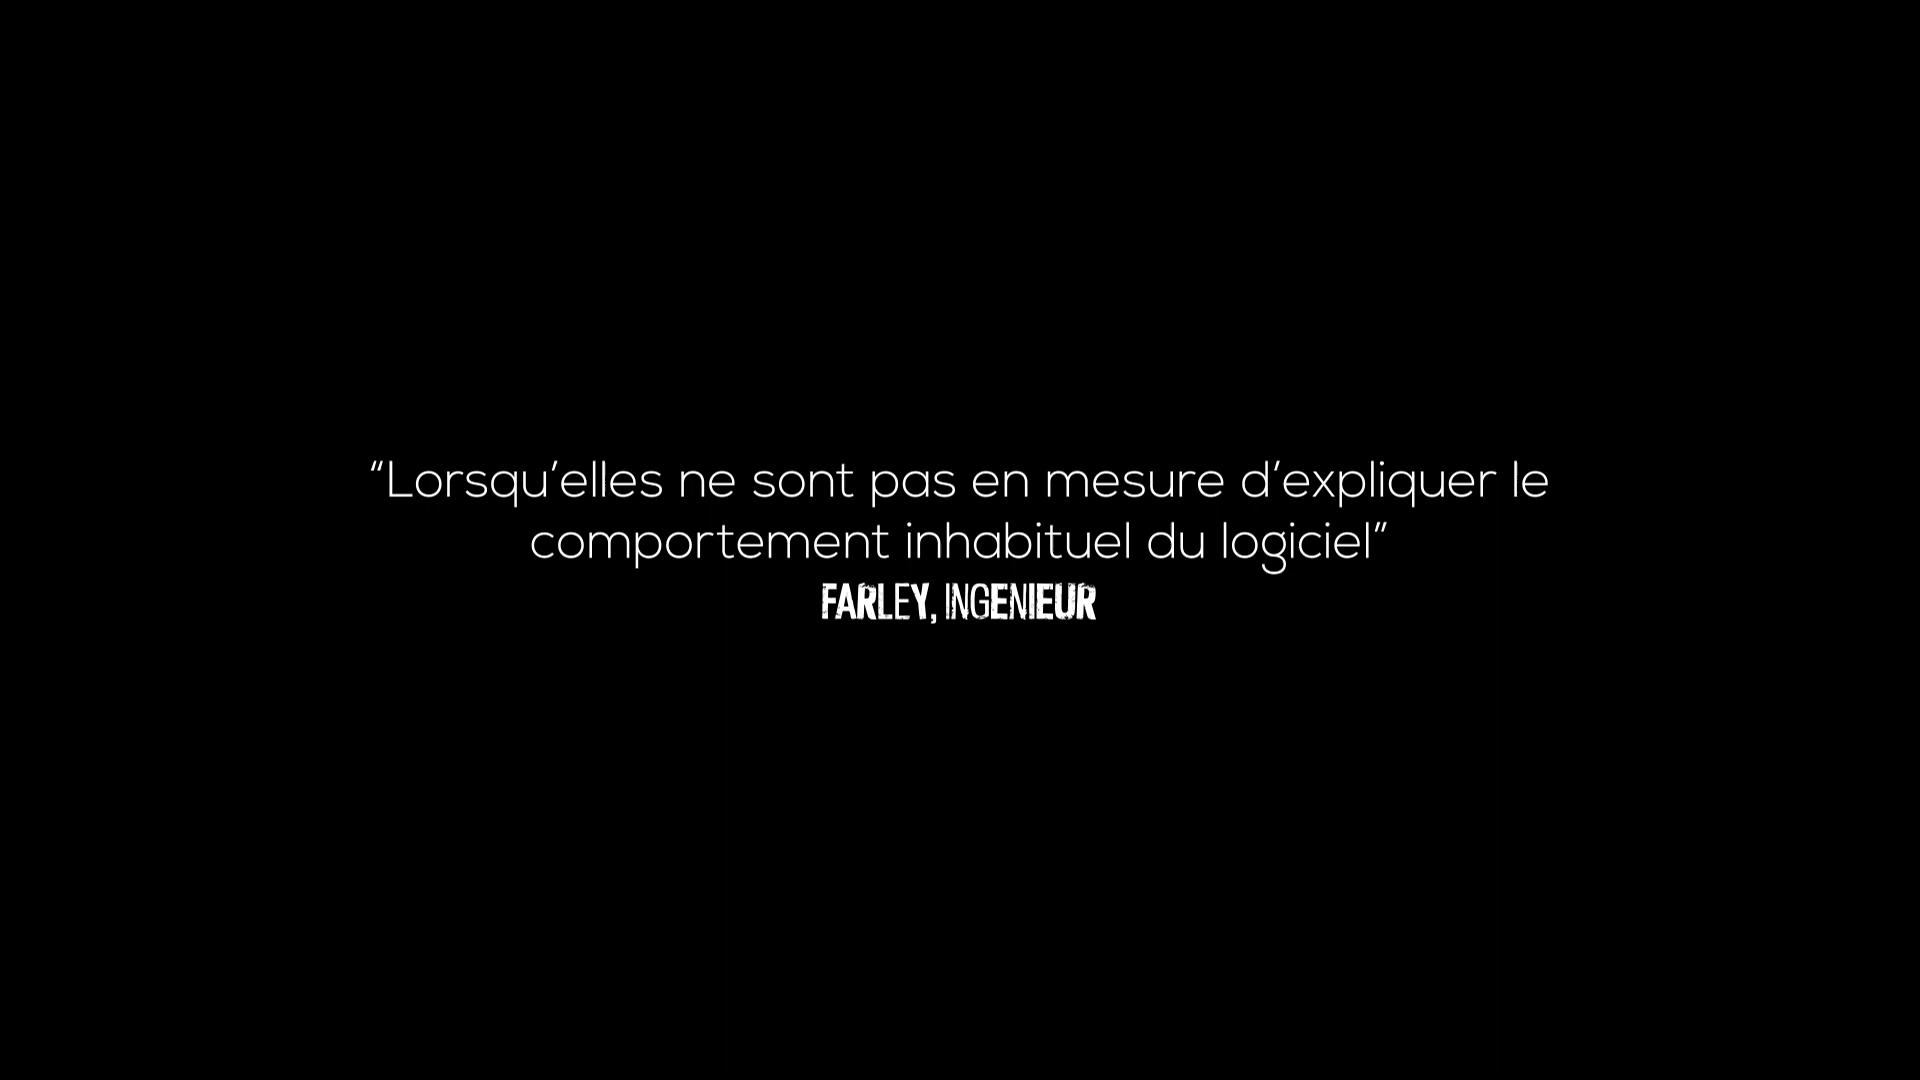 “Lorsqu’elles ne sont pas en mesure d’expliquer le
comportement inhabituel du logiciel”
FARLEY, INGENIEUR